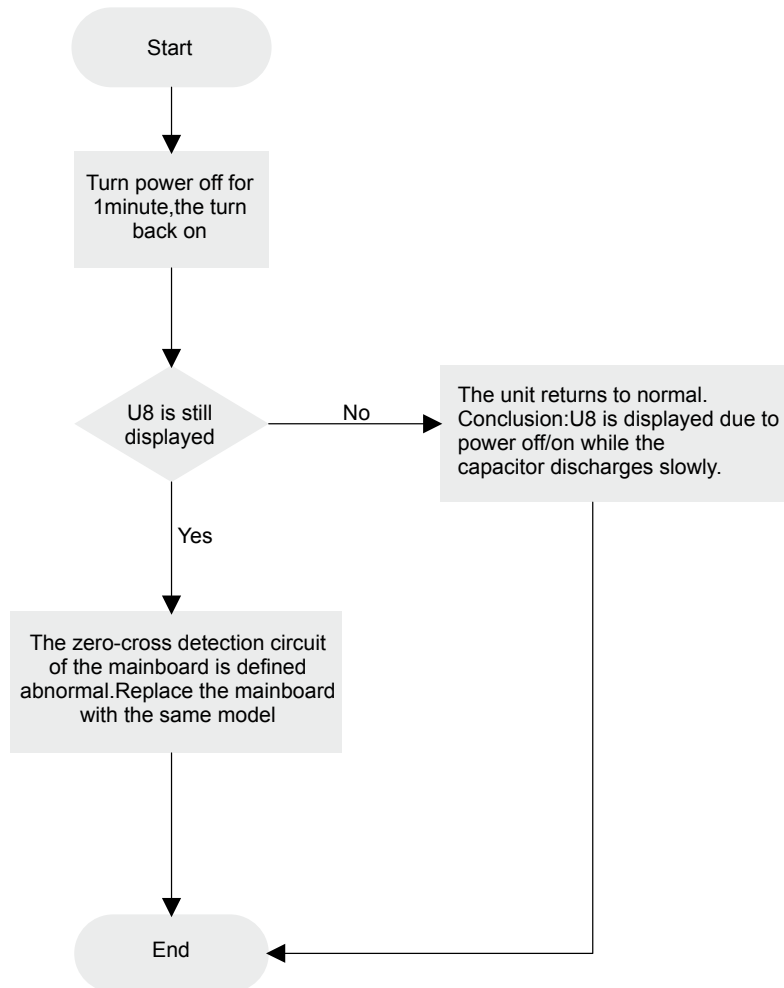 Start
Turn power off for
1minute,the turn
back on
U8 is still
displayed
No
The unit returns to normal.
Conclusion:U8 is displayed due to
power off/on while the
capacitor discharges slowly.
Yes
The zero-cross detection circuit
of the mainboard is defined
abnormal.Replace the mainboard
with the same model
End